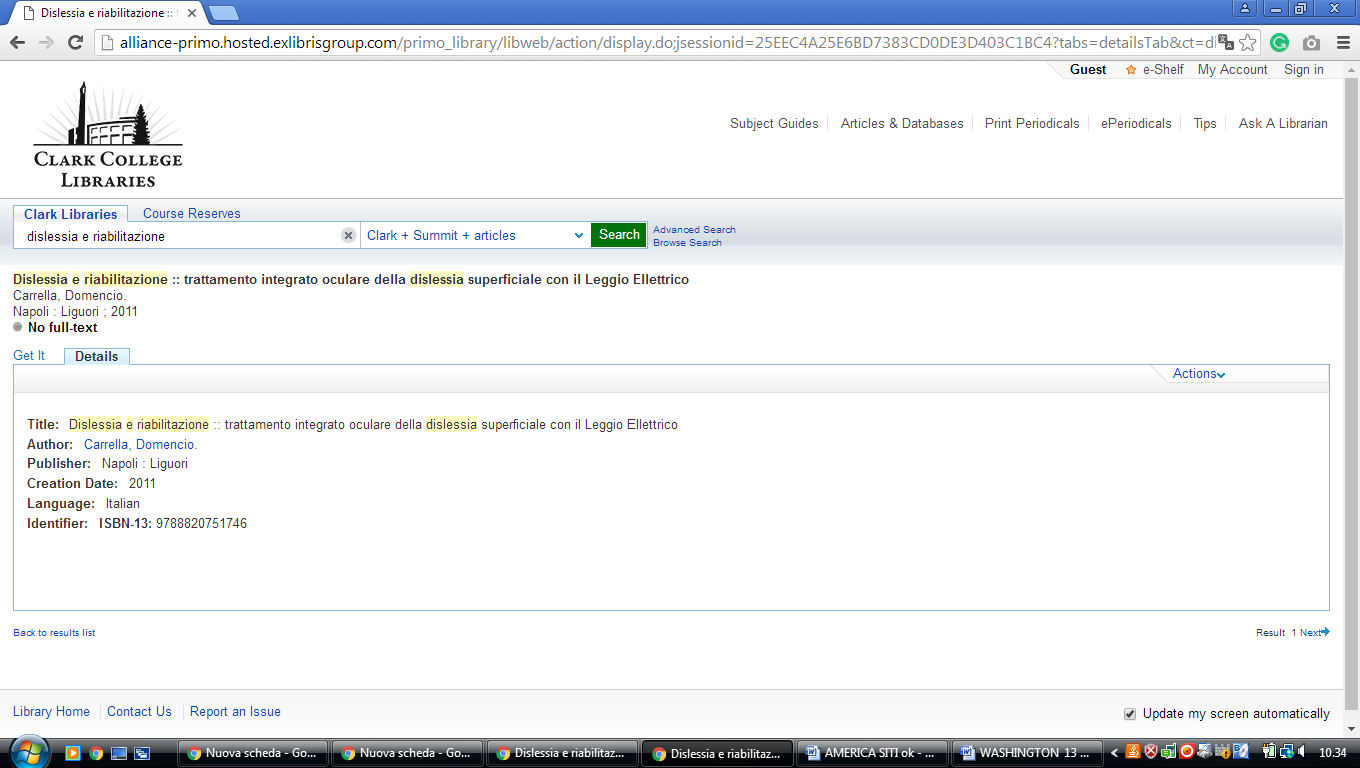 Dislessia e riabilitazione :: t
alliance-primo.hosted.exlibrisgroup.com/primo_library/libweb/action/display.do;jsessionid=25EEC4A25E6BD7383CD0DE3D403C1BC4?tabs=detailsTab&ct=di
Guest e-Shelf My Account Sign in
CLARK COLLEGE
LIBRARIES
Subject Guides Articles & Databases Print Periodicals ePeriodicals Tips Ask A Librarian
Clark Libraries Course Reserves
dislessia e riabilitazione Clark + Summit + articles Search Advanced Search
Browse Search
Dislessia e riabilitazione :: trattamento integrato oculare della dislessia superficiale con il Leggio Ellettrico
Carrella, Domencio.
Napoli : Liguori ; 2011
No full-text
Get It Details
Actions
Title: Dislessia e riabilitazione :: trattamento integrato oculare della dislessia superficiale con il Leggio Ellettrico
Author: Carrella, Domencio.
Publisher: Napoli : Liguori
Creation Date: 2011
Language: Italian
Identifier: ISBN-13: 9788820751746
Back to results list Result 1 Next
Library Home Contact Us Report an Issue Update my screen automatically
Nuova scheda - Go... Nuova scheda - Go... Dislessia e riabilitaz... Dislessia e riabilitaz... AMERICA SITI ok - ... WASHINGTON 13 ... 10.34